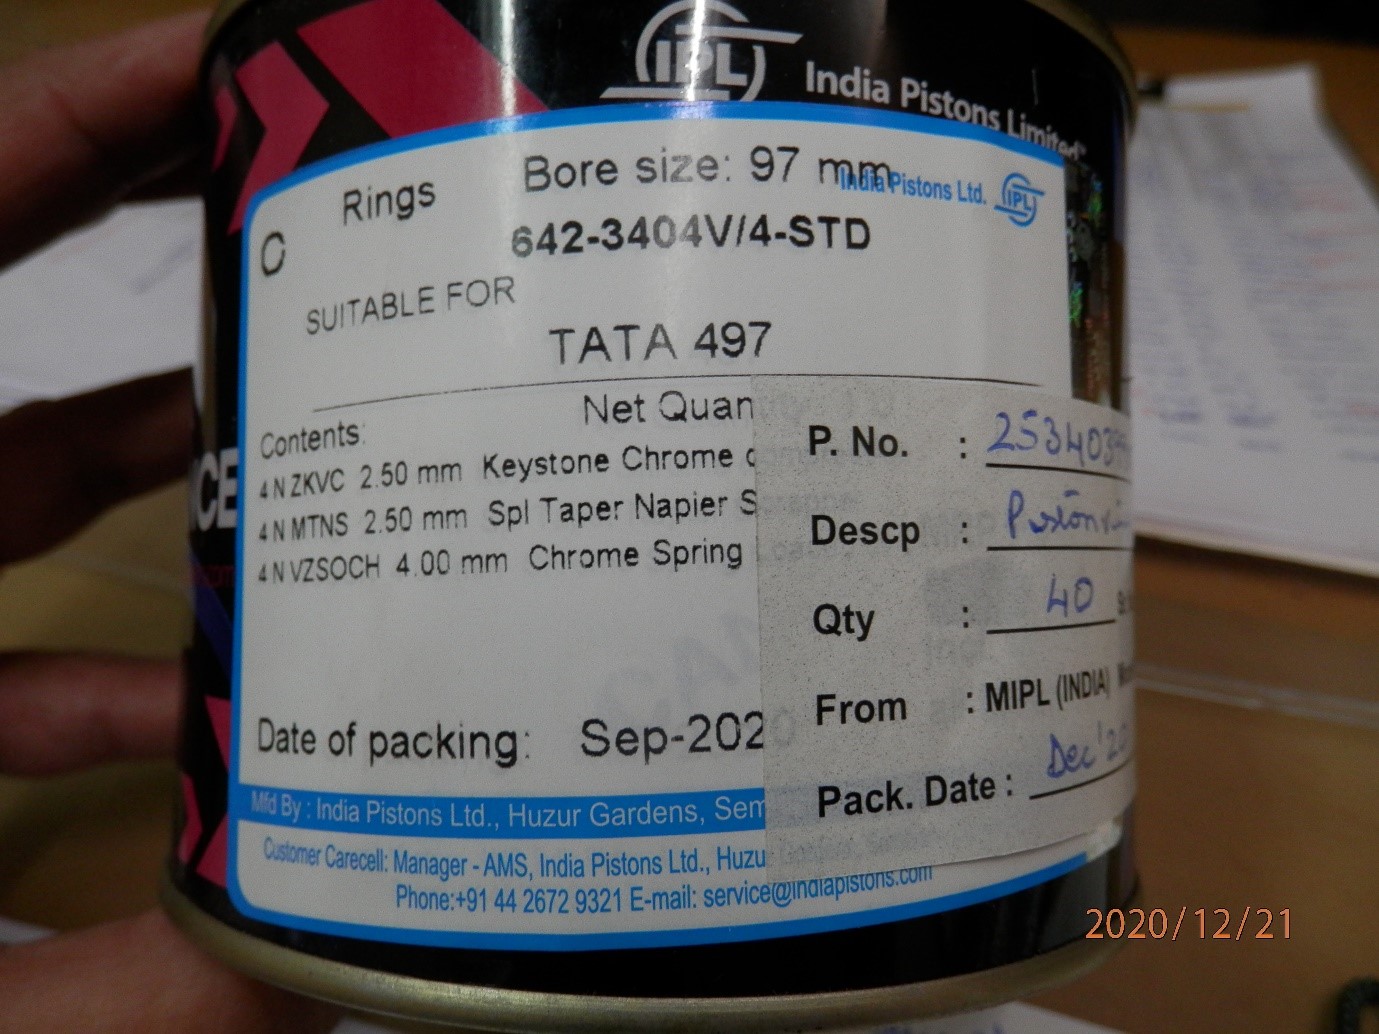 IPL
India Pistons Limited
Rings
Bore size: 97 mm
India Pistons Ltd. IPL
642-3404V/4-STD
C
SUITABLE FOR
TATA 497
Net Quan
Contents:
4 N ZKVC 2.50 mm Keystone Chrome
4 N MTNS 2.50 mm Spl Taper Napier S
4 N VZSOCH 4.00 mm Chrome Spring
Date of packing: Sep-202
Mfd By : India Pistons Ltd., Huzur Gardens, Sem
Customer Carecell: Manager - AMS, India Pistons Ltd., Huzu
Phone:+91 44 2672 9321 E-mail: service@indiapistons.com
P. No. :
Descp : Piston
Qty : 40
From : MIPL (INDIA)
Pack. Date : Dec'20
2020/12/21